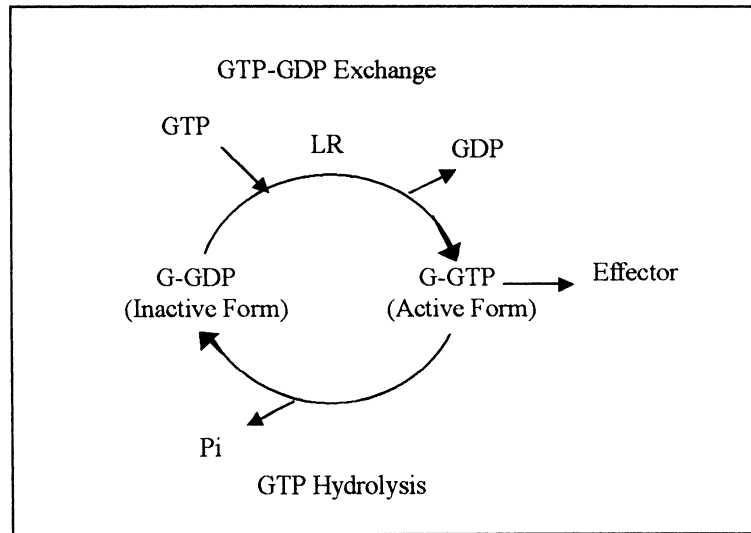 GTP-GDP Exchange
GTP
LR
GDP
G-GDP
(Inactive Form)
G-GTP
(Active Form)
Effector
Pi
GTP Hydrolysis